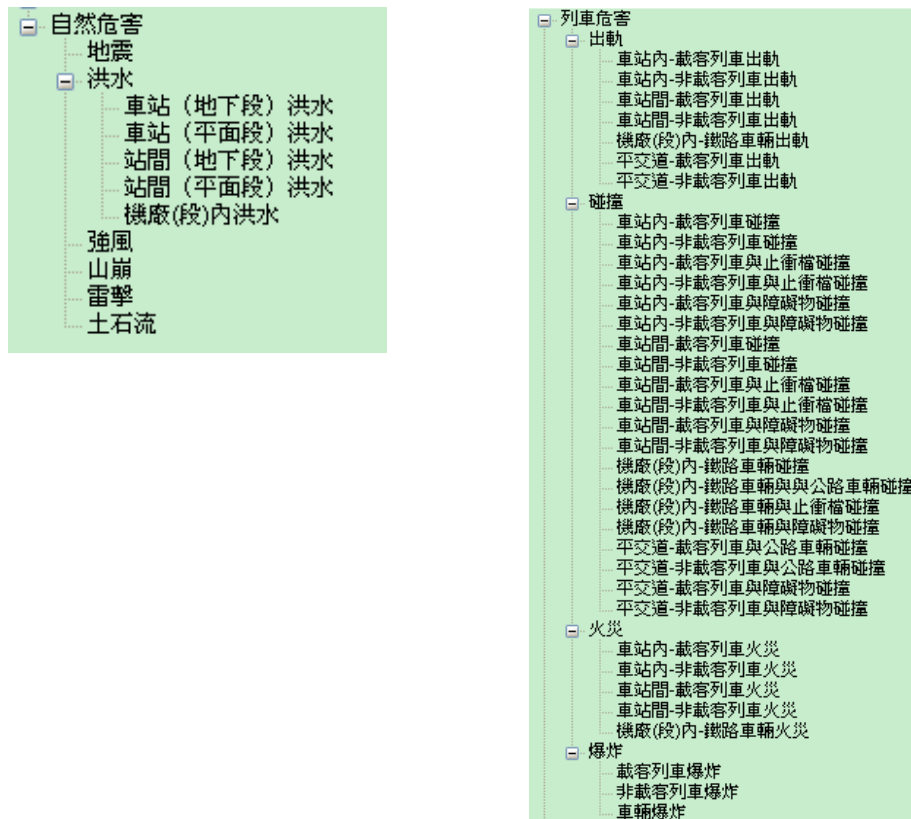 自然危害
地震
洪水
車站（地下段）洪水
車站（平面段）洪水
站間（地下段）洪水
站間（平面段）洪水
機廠(段)內洪水
強風
山崩
雷擊
土石流
列車危害
出軌
車站內-載客列車出軌
車站內-非載客列車出軌
車站間-載客列車出軌
車站間-非載客列車出軌
機廠(段)內-鐵路車輛出軌
平交道-載客列車出軌
平交道-非載客列車出軌
碰撞
車站內-載客列車碰撞
車站內-非載客列車碰撞
車站內-載客列車與止衝檔碰撞
車站內-非載客列車與止衝檔碰撞
車站內-載客列車與障礙物碰撞
車站內-非載客列車與障礙物碰撞
車站間-載客列車碰撞
車站間-非載客列車碰撞
車站間-載客列車與止衝檔碰撞
車站間-非載客列車與止衝檔碰撞
車站間-載客列車與障礙物碰撞
車站間-非載客列車與障礙物碰撞
機廠(段)內-鐵路車輛碰撞
機廠(段)內-鐵路車輛與與公路車輛碰撞
機廠(段)內-鐵路車輛與止衝檔碰撞
機廠(段)內-鐵路車輛與障礙物碰撞
平交道-載客列車與公路車輛碰撞
平交道-非載客列車與公路車輛碰撞
平交道-載客列車與障礙物碰撞
平交道-非載客列車與障礙物碰撞
火災
車站內-載客列車火災
車站內-非載客列車火災
車站間-載客列車火災
車站間-非載客列車火災
機廠(段)內-鐵路車輛火災
爆炸
載客列車爆炸
非載客列車爆炸
車輛爆炸